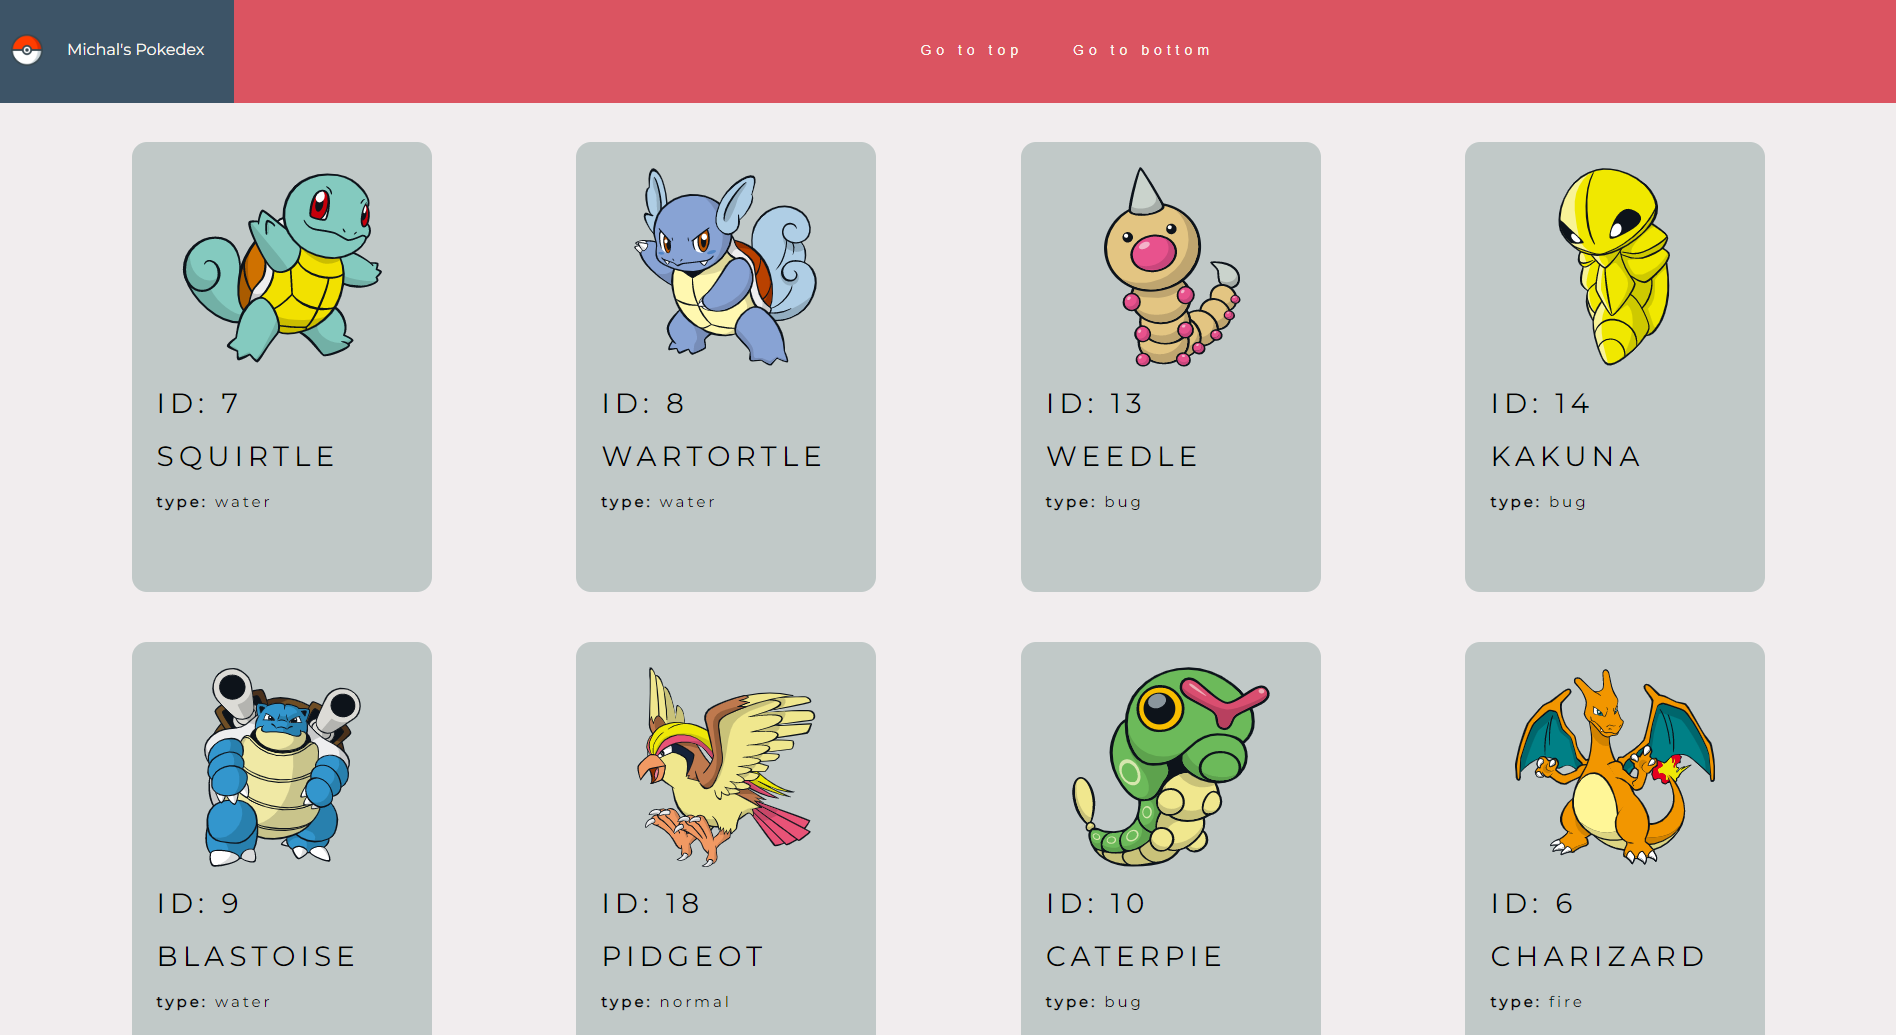 Michal's Pokedex
Go to top
Go to bottom
ID: 7
SQUIRTLE
type: water
ID: 8
WARTORTLE
type: water
ID: 13
WEEDLE
type: bug
ID: 14
KAKUNA
type: bug
ID: 9
BLASTOISE
type: water
ID: 18
PIDGEOT
type: normal
ID: 10
CATERPIE
type: bug
ID: 6
CHARIZARD
type: fire